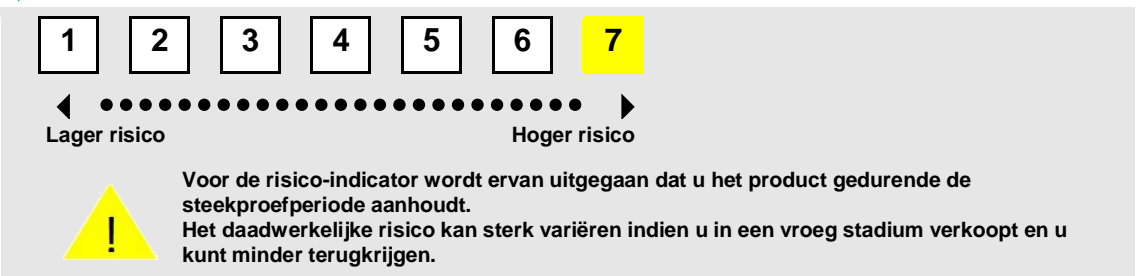 1 2 3 4 5 6 7
Lager risico Hoger risico
Voor de risico-indicator wordt ervan uitgegaan dat u het product gedurende de
steekproefperiode aanhoudt.
Het daadwerkelijke risico kan sterk variëren indien u in een vroeg stadium verkoopt en u
kunt minder terugkrijgen.
!